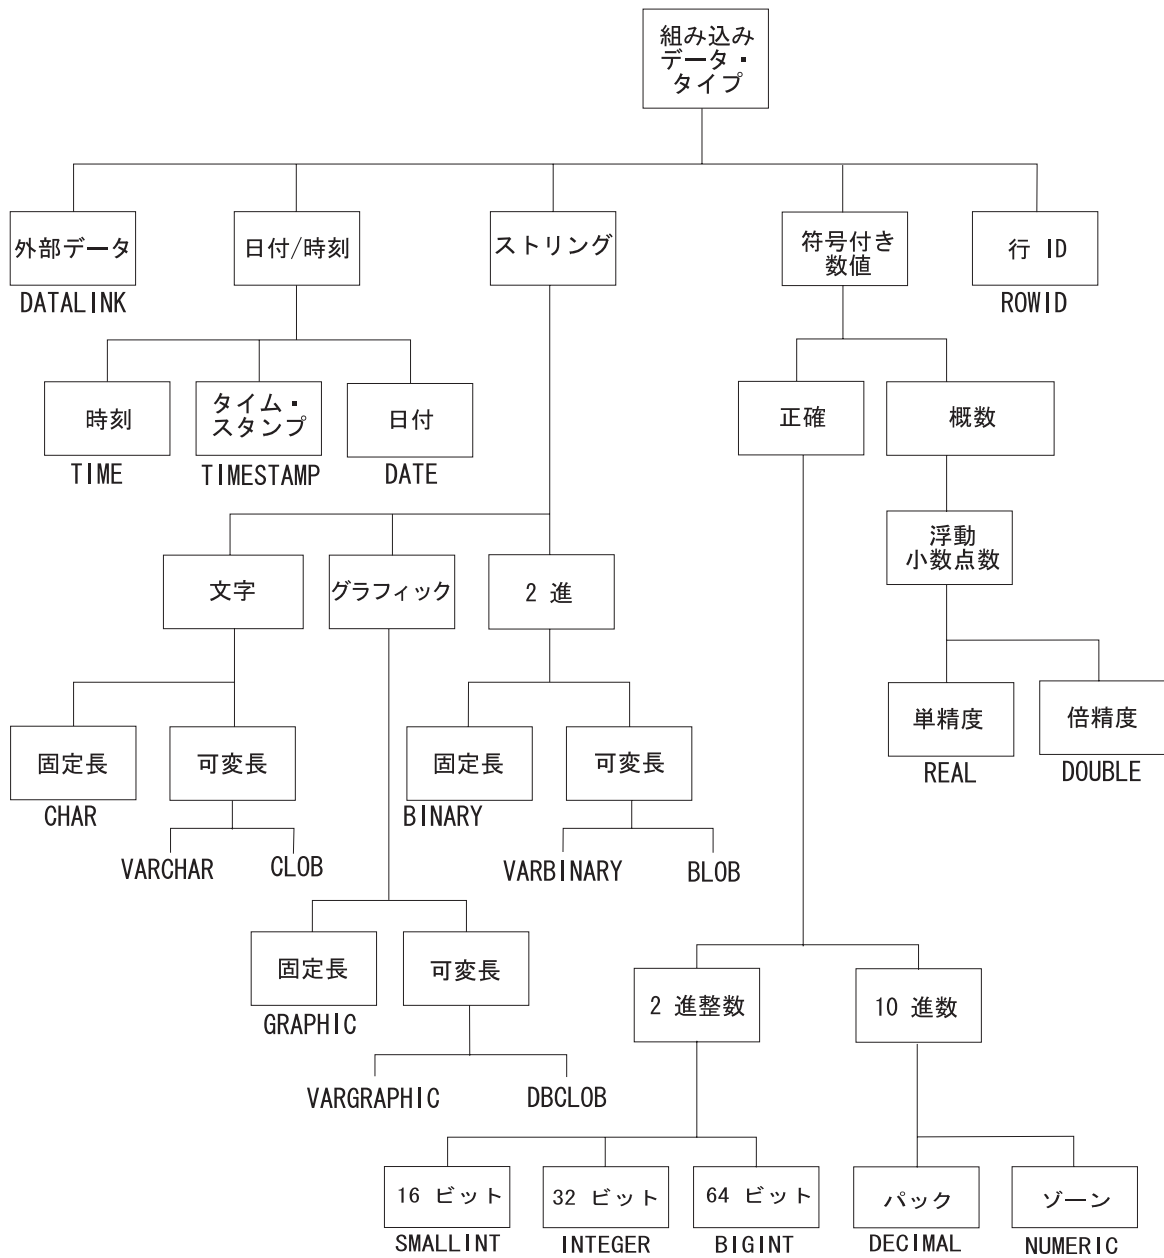 組み込み
データ・
タイプ
外部データ
日付/時刻
ストリング
符号付き
数値
行 ID
DATALINK
ROWID
時刻
タイム・
スタンプ
日付
正確
概数
TIME
TIMESTAMP
DATE
浮動
小数点数
文字
グラフィック
2 進
単精度
倍精度
固定長
可変長
固定長
可変長
REAL
DOUBLE
CHAR
BINARY
VARCHAR
CLOB
VARBINARY
BLOB
固定長
可変長
2 進整数
10 進数
GRAPHIC
VARGRAPHIC
DBCLOB
16 ビット
32 ビット
64 ビット
パック
ゾーン
SMALLINT
INTEGER
BIGINT
DECIMAL
NUMERIC